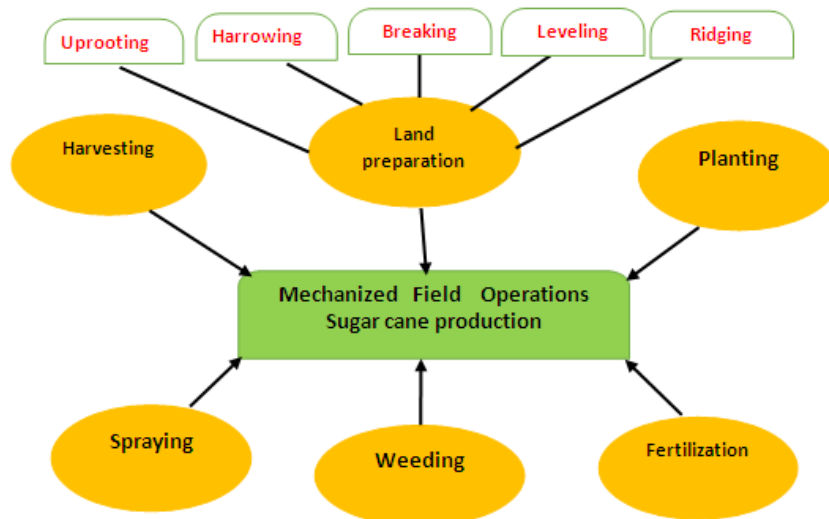 Uprooting
Harrowing
Breaking
Leveling
Ridging
Land
preparation
Harvesting
Planting
Mechanized Field Operations
Sugar cane production
Spraying
Weeding
Fertilization